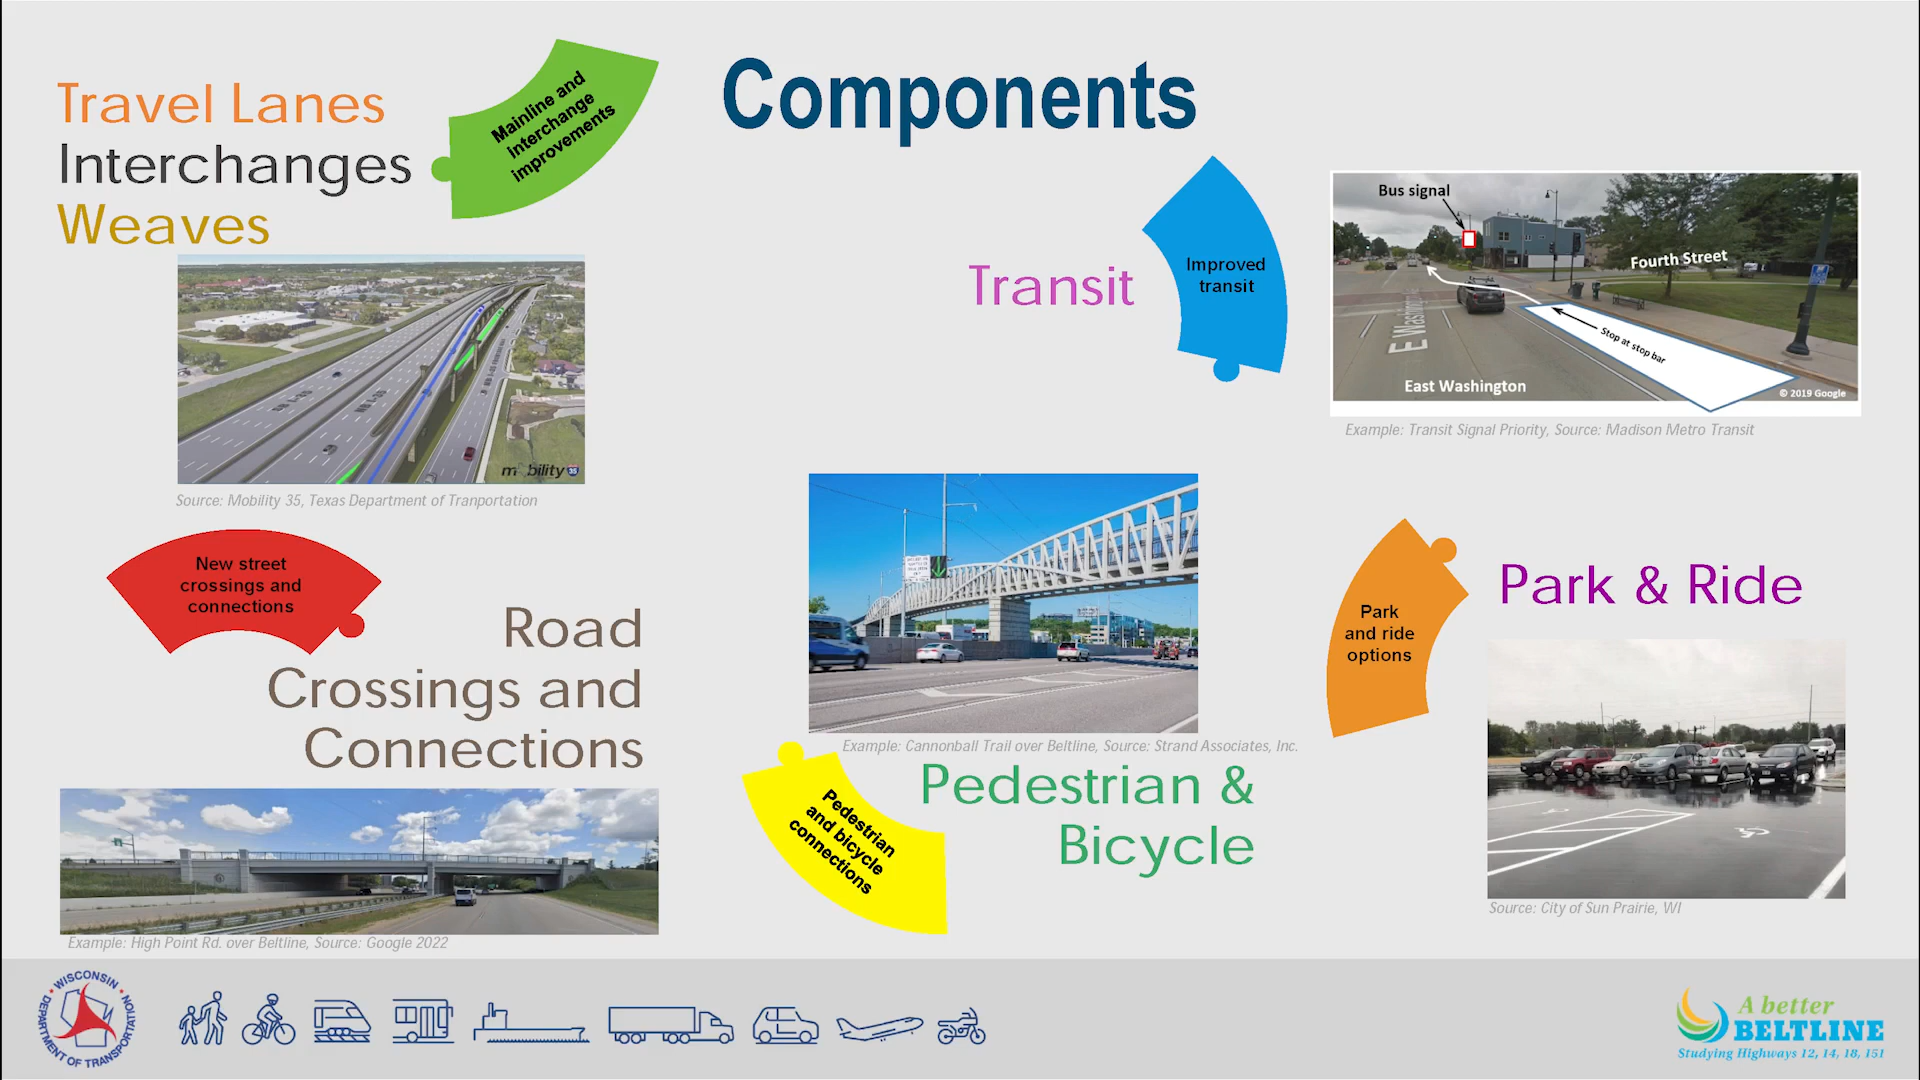 Components
Travel Lanes
Interchanges
Weaves
Mainline and
interchange
improvements
mobility 35
Source: Mobility 35, Texas Department of Tranportation
Transit
Improved
transit
Bus signal
Fourth Street
Stop at stop bar
E Washington
East Washington
© 2019 Google
Example: Transit Signal Priority, Source: Madison Metro Transit
New street
crossings and
connections
Road
Crossings and
Connections
Example: High Point Rd. over Beltline, Source: Google 2022
Example: Cannonball Trail over Beltline, Source: Strand Associates, Inc.
Pedestrian
and bicycle
connections
Pedestrian &
Bicycle
Park
and ride
options
Park & Ride
Source: City of Sun Prairie, WI
WISCONSIN
DEPARTMENT OF TRANSPORTATION
A better
BELTLINE
Studying Highways 12, 14, 18, 151